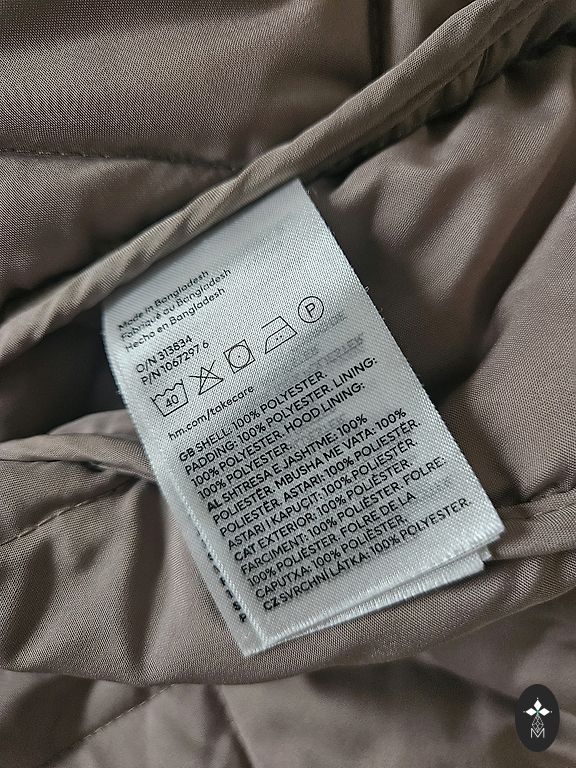 Made in Bangladesh
Fabriqué au Bangladesh
Hecho en Bangladesh
O/N 313834
P/N 1067297.6
40
P
hm.com/takecare
GB SHELL: 100% POLYESTER.
PADDING: 100% POLYESTER. LINING:
100% POLYESTER. HOOD LINING:
100% POLYESTER.
AL SHTRESA E JASHTME: 100%
POLIESTËR. MBUSHA ME VATA: 100%
POLIESTËR. ASTARI: 100% POLIESTËR.
ASTARI I KAPUÇIT: 100% POLIESTËR.
CAT EXTERIOR: 100% POLIÈSTER.
FARCIMENT: 100% POLIÈSTER. FOLRE:
100% POLIÈSTER. FOLRE DE LA
CAPUTXA: 100% POLIÈSTER.
CZ SVRCHNÍ LÁTKA: 100% POLYESTER.
M